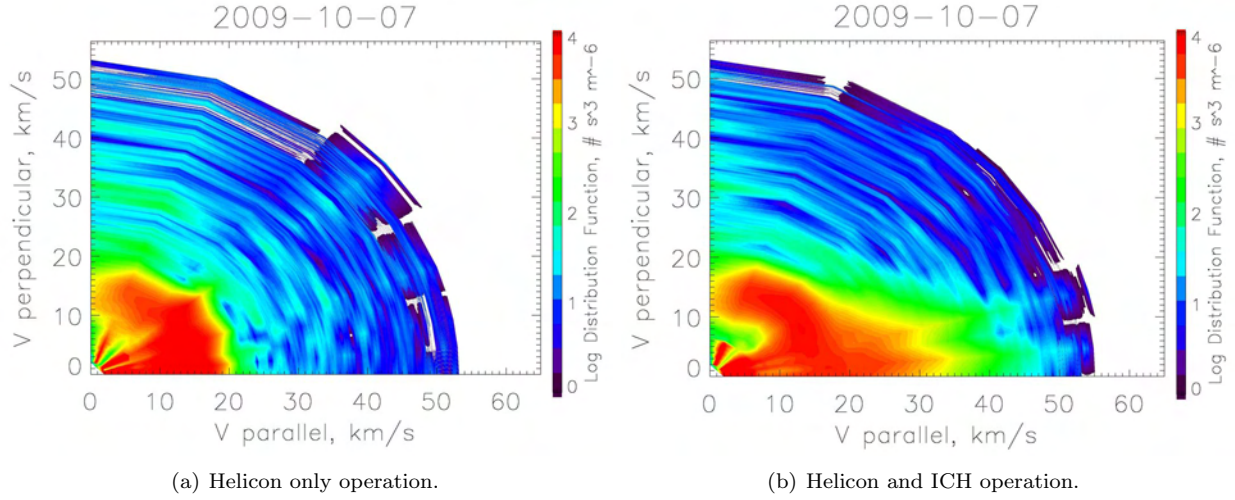 2009-10-07
V perpendicular, km/s
50
40
30
20
10
0
0 10 20 30 40 50 60
V parallel, km/s
4
3
2
1
0
Log Distribution Function, # s^3 m^-6
(a) Helicon only operation.
2009-10-07
V perpendicular, km/s
50
40
30
20
10
0
0 10 20 30 40 50 60
V parallel, km/s
4
3
2
1
0
Log Distribution Function, # s^3 m^-6
(b) Helicon and ICH operation.